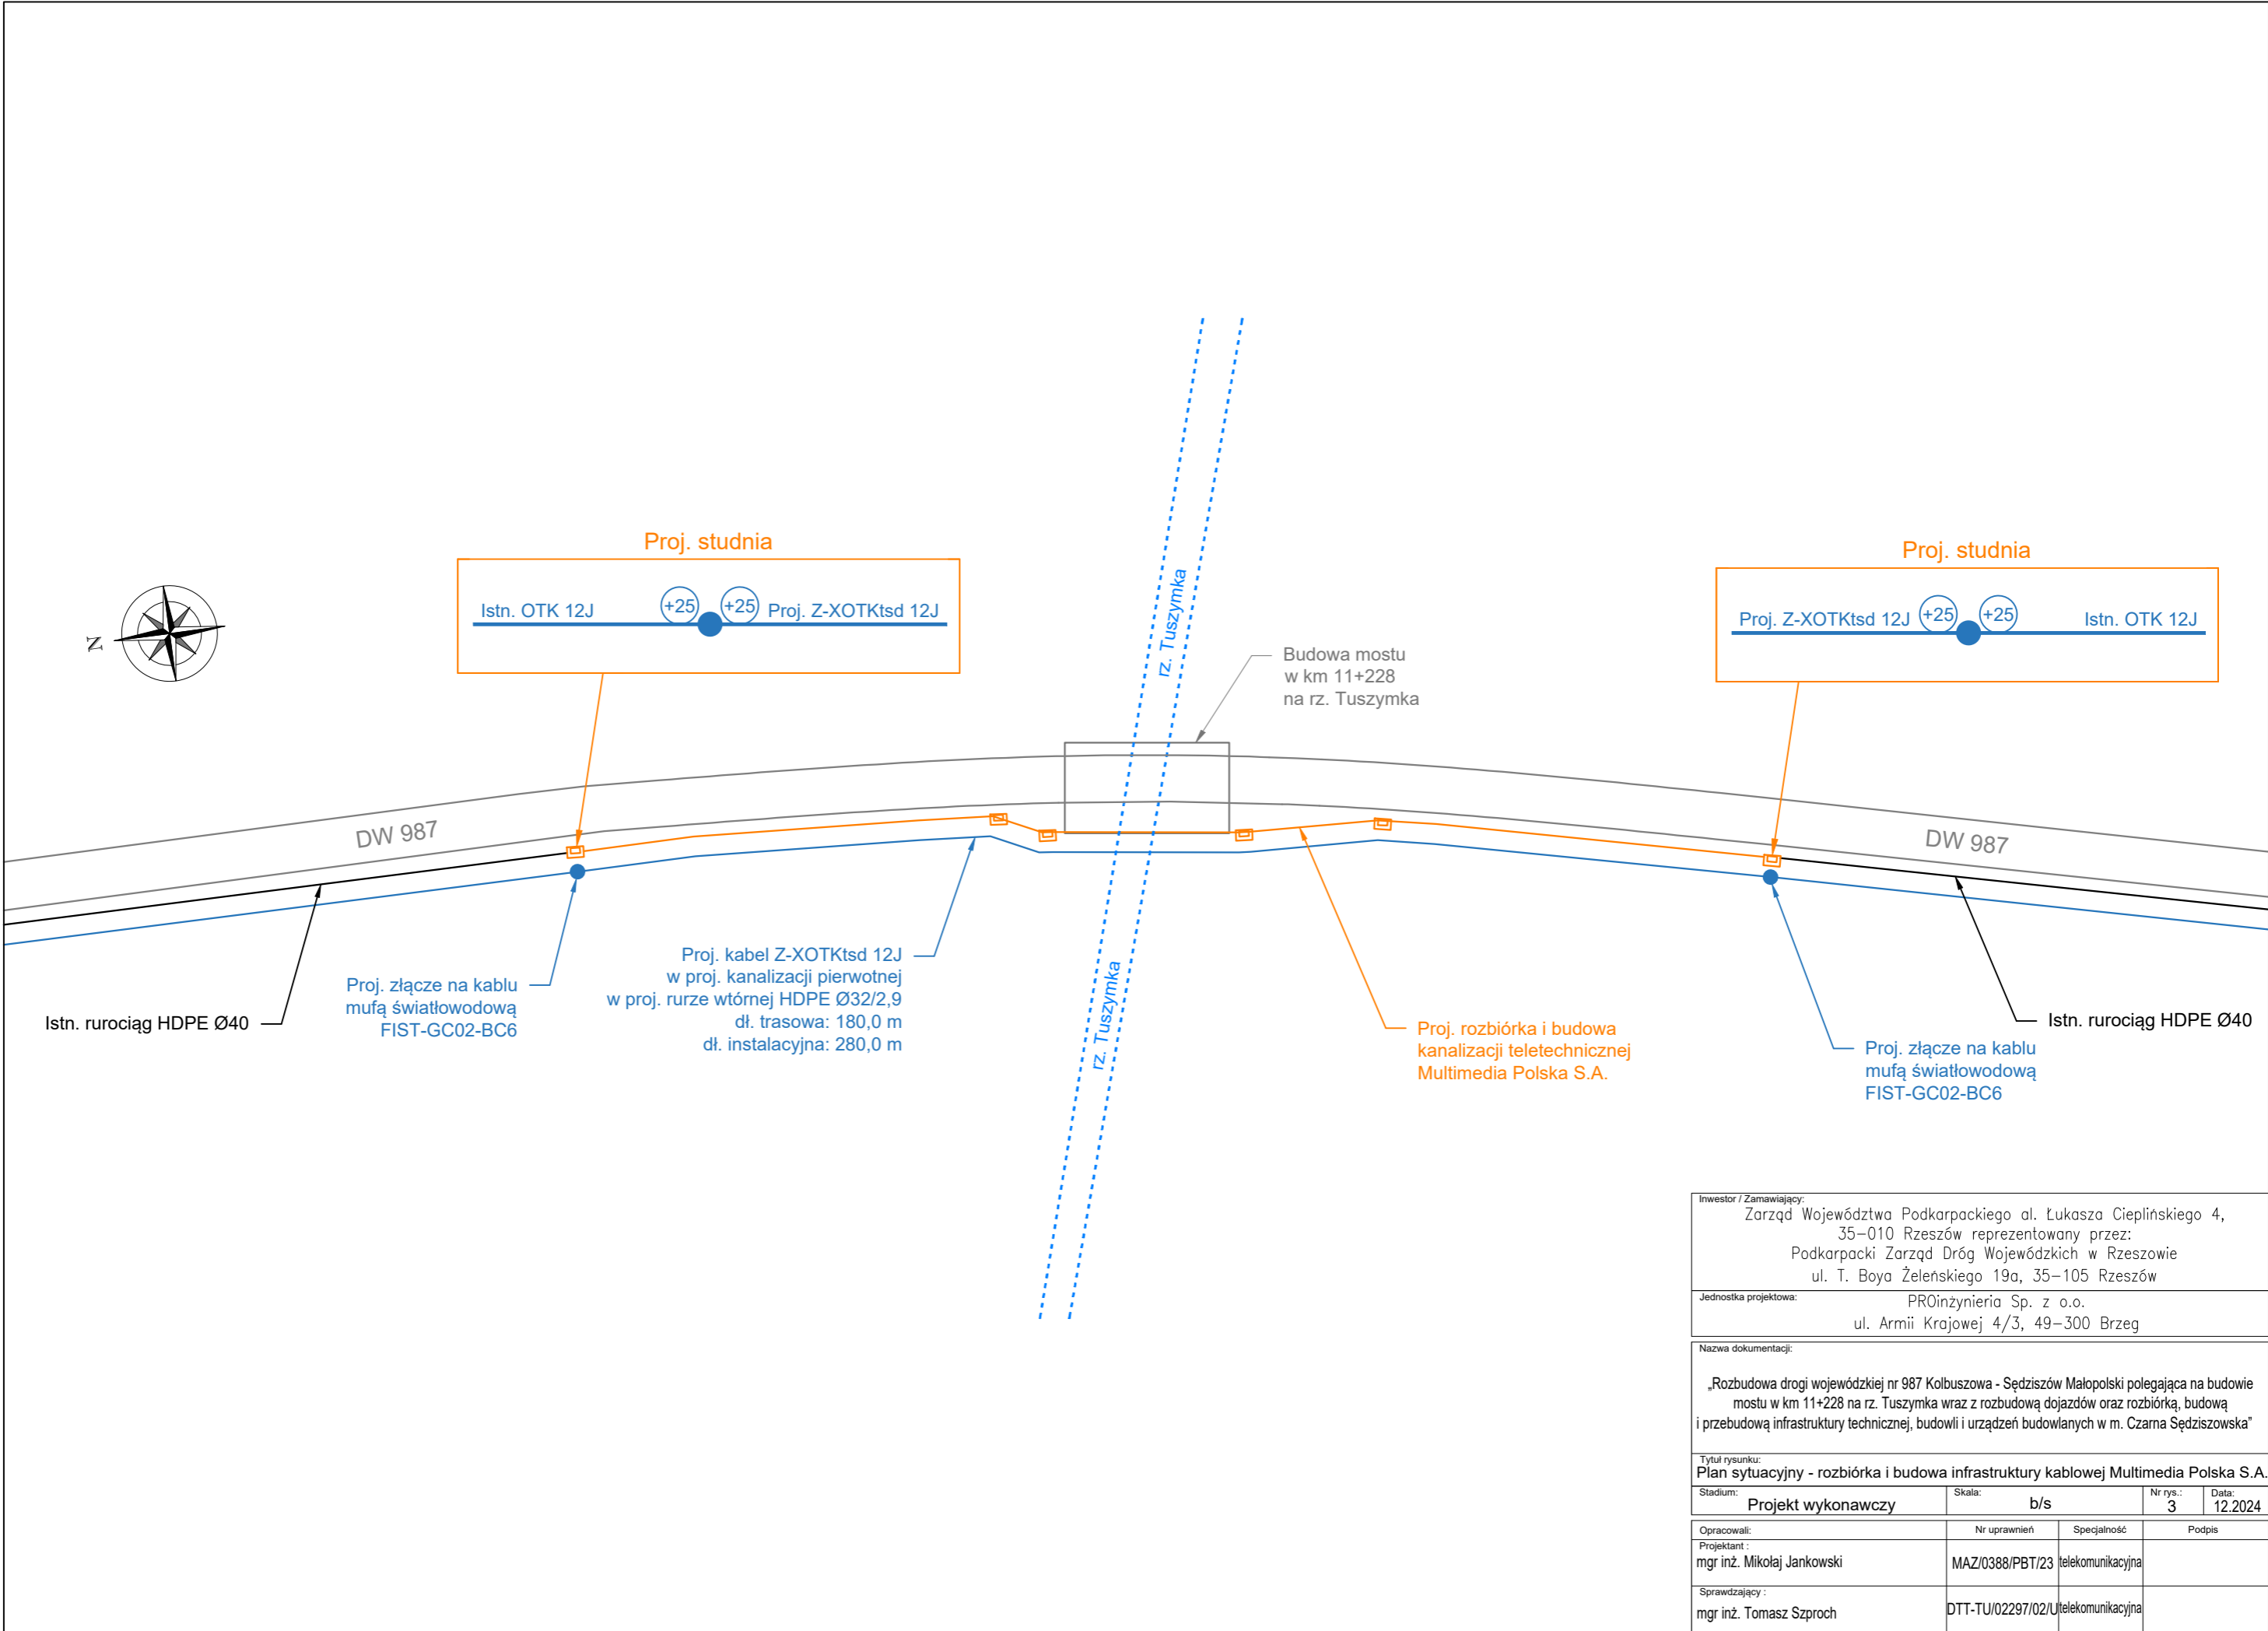 Proj. studnia
Istn. OTK 12J
+25
+25
Proj. Z-XOTKtsd 12J
Proj. studnia
Proj. Z-XOTKtsd 12J
+25
+25
Istn. OTK 12J
N
rz. Tuszymka
Budowa mostu
w km 11+228
na rz. Tuszymka
DW 987
DW 987
Istn. rurociąg HDPE Ø40
Proj. złącze na kablu
mufą światłowodową
FIST-GC02-BC6
Proj. kabel Z-XOTKtsd 12J
w proj. kanalizacji pierwotnej
w proj. rurze wtórnej HDPE Ø32/2,9
dł. trasowa: 180,0 m
dł. instalacyjna: 280,0 m
rz. Tuszymka
Proj. rozbiórka i budowa
kanalizacji teletechnicznej
Multimedia Polska S.A.
Proj. złącze na kablu
mufą światłowodową
FIST-GC02-BC6
Istn. rurociąg HDPE Ø40
Inwestor / Zamawiający:
Zarząd Województwa Podkarpackiego al. Łukasza Cieplińskiego 4,
35-010 Rzeszów reprezentowany przez:
Podkarpacki Zarząd Dróg Wojewódzkich w Rzeszowie
ul. T. Boya Żeleńskiego 19a, 35-105 Rzeszów
Jednostka projektowa:
PROinżynieria Sp. z o.o.
ul. Armii Krajowej 4/3, 49-300 Brzeg
Nazwa dokumentacji:
„Rozbudowa drogi wojewódzkiej nr 987 Kolbuszowa - Sędziszów Małopolski polegająca na budowie
mostu w km 11+228 na rz. Tuszymka wraz z rozbudową dojazdów oraz rozbiórką, budową
i przebudową infrastruktury technicznej, budowli i urządzeń budowlanych w m. Czarna Sędziszowska”
Tytuł rysunku:
Plan sytuacyjny - rozbiórka i budowa infrastruktury kablowej Multimedia Polska S.A.
Stadium:
Projekt wykonawczy
Skala:
b/s
Nr rys.:
3
Data:
12.2024
Opracowali:
Nr uprawnień
Specjalność
Podpis
Projektant :
mgr inż. Mikołaj Jankowski
MAZ/0388/PBT/23
telekomunikacyjna
Sprawdzający :
mgr inż. Tomasz Szproch
DTT-TU/02297/02/U
telekomunikacyjna